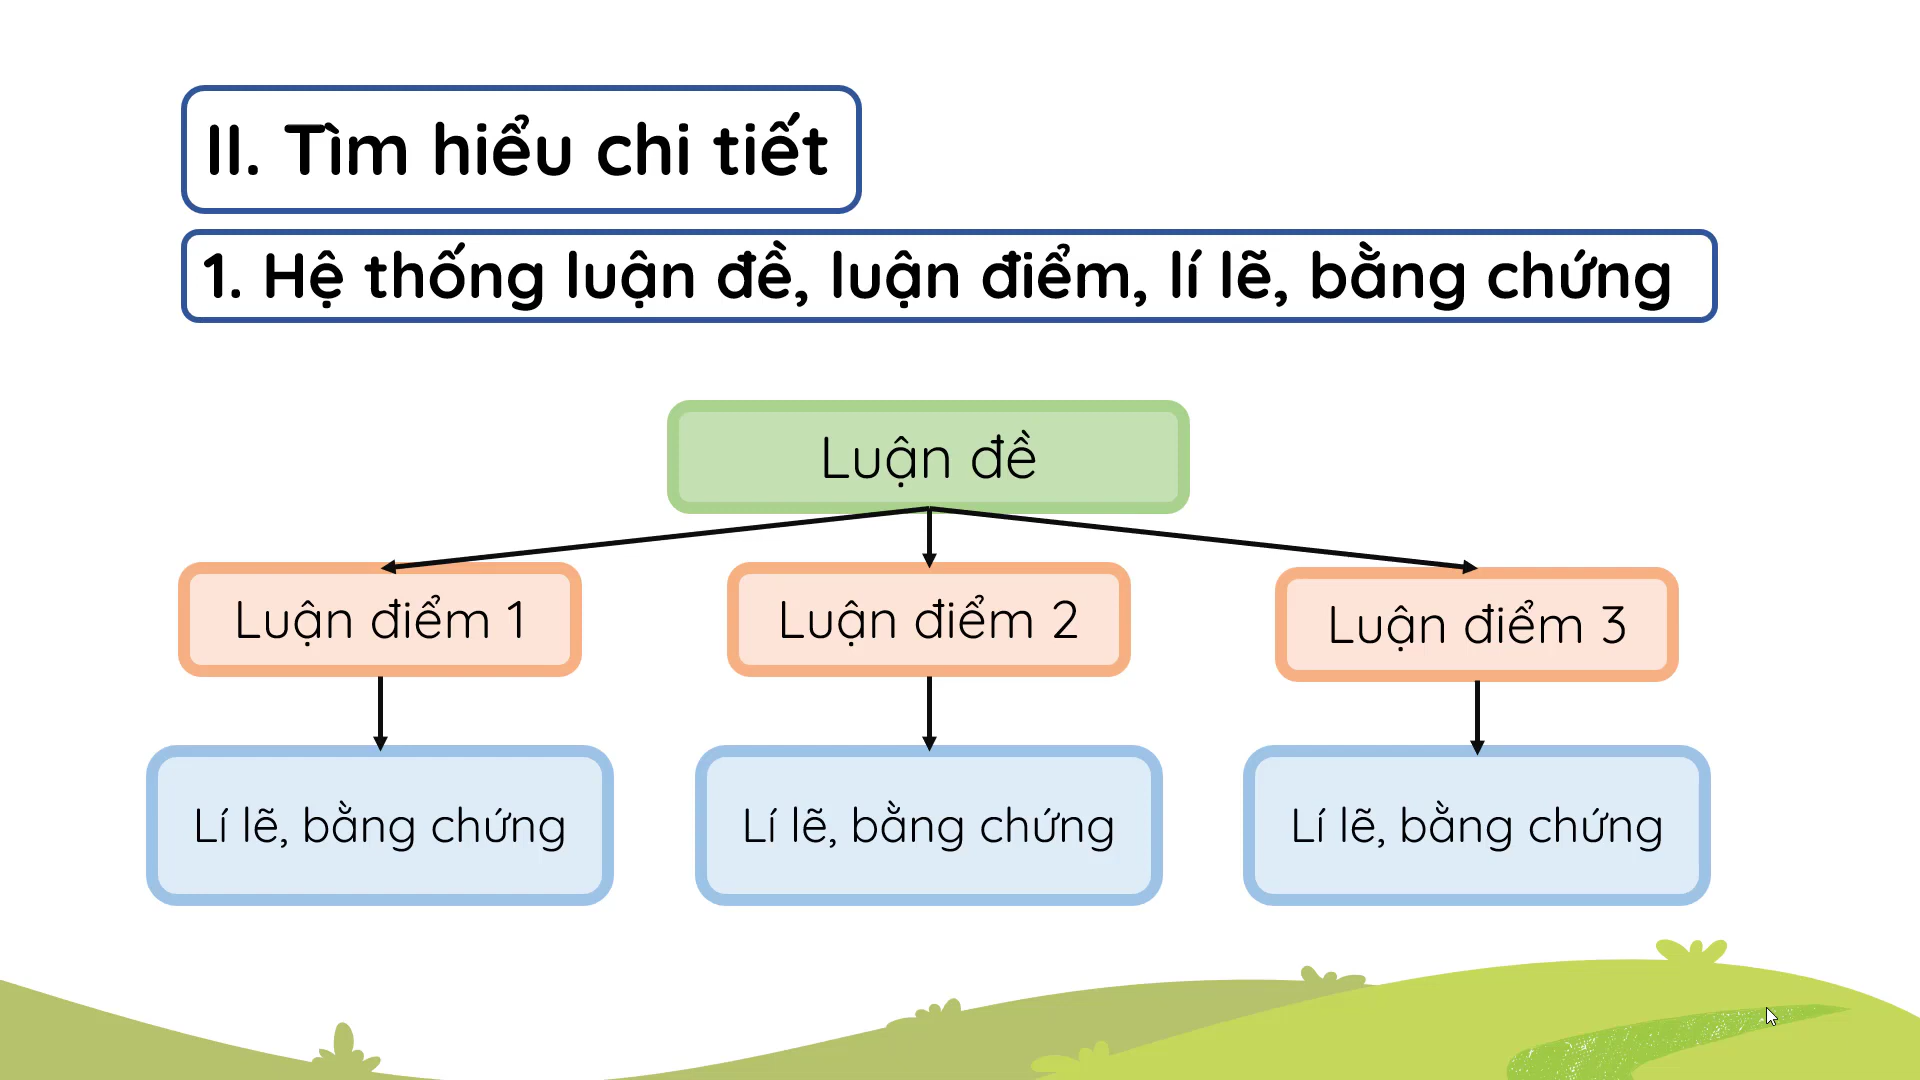 II. Tìm hiểu chi tiết
1. Hệ thống luận đề, luận điểm, lí lẽ, bằng chứng
Luận đề
Luận điểm 1
Luận điểm 2
Luận điểm 3
Lí lẽ, bằng chứng
Lí lẽ, bằng chứng
Lí lẽ, bằng chứng